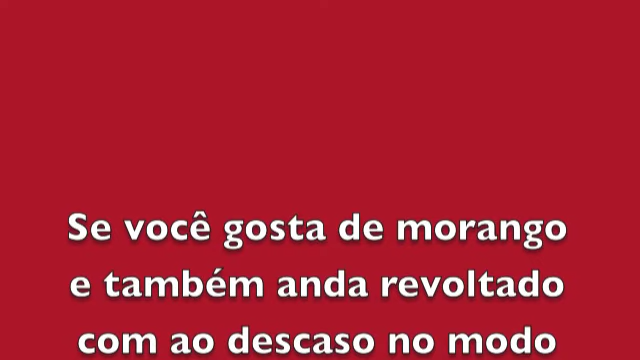 Se você gosta de morango
e também anda revoltado
com ao descaso no modo